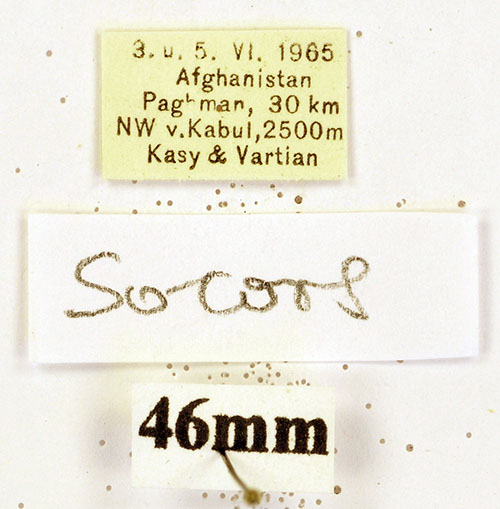 3. u. 5. VI. 1965
Afghanistan
Paghman, 30 km
NW v.Kabul,2500m
Kasy & Vartian
46mm